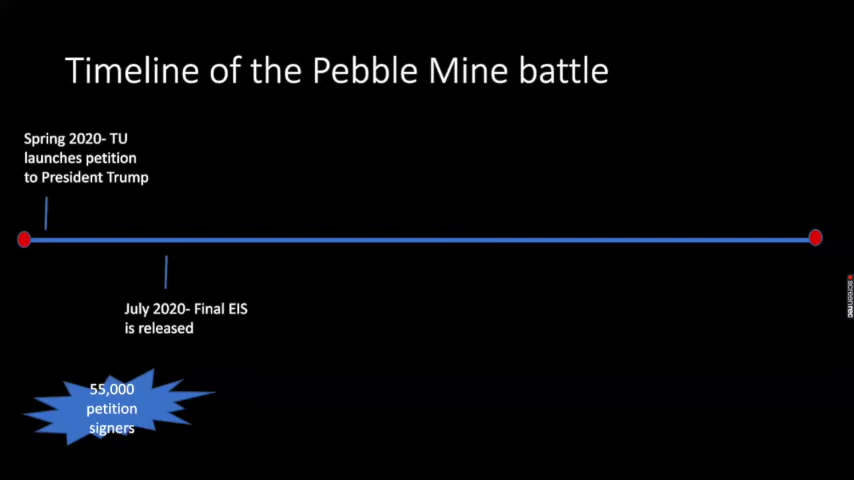 Timeline of the Pebble Mine battle
Spring 2020- TU
launches petition
to President Trump
July 2020- Final EIS
is released
55,000
petition
signers
screenrec